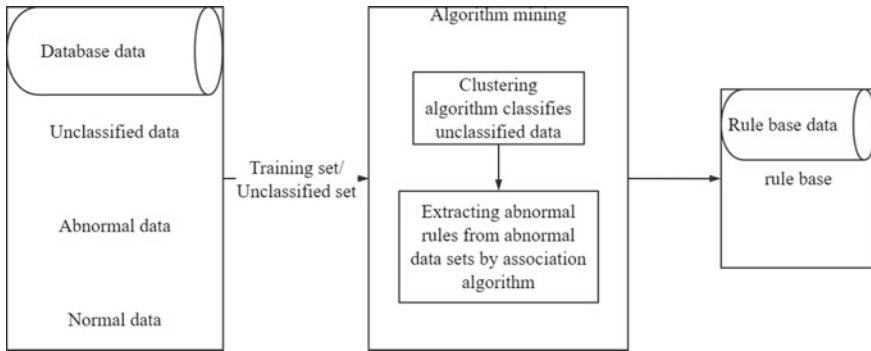 Database data
Unclassified data
Abnormal data
Normal data
Training set/
Unclassified set
Algorithm mining
Clustering
algorithm classifies
unclassified data
Extracting abnormal
rules from abnormal
data sets by association
algorithm
Rule base data
rule base